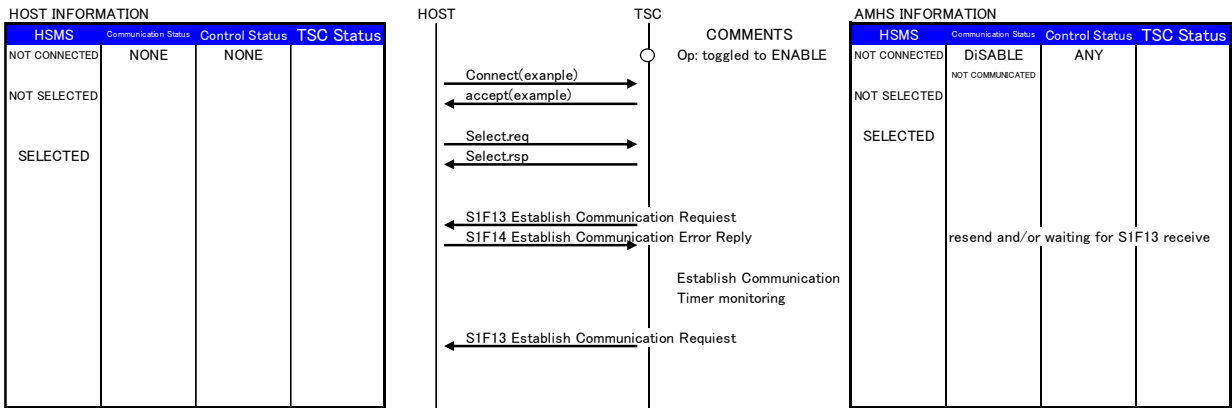 HOST INFORMATION HOST TSC AMHS INFORMATION
HSMS Communication Status Control Status TSC Status COMMENTS HSMS Communication Status Control Status TSC Status
NOT CONNECTED NONE NONE Op: toggled to ENABLE NOT CONNECTED DiSABLE ANY
Connect(example) NOT COMMUNICATED
NOT SELECTED accept(example) NOT SELECTED
Select.req SELECTED
SELECTED Select.rsp
S1F13 Establish Communication Requiest
S1F14 Establish Communication Error Reply resend and/or waiting for S1F13 receive
Establish Communication
Timer monitoring
S1F13 Establish Communication Requiest